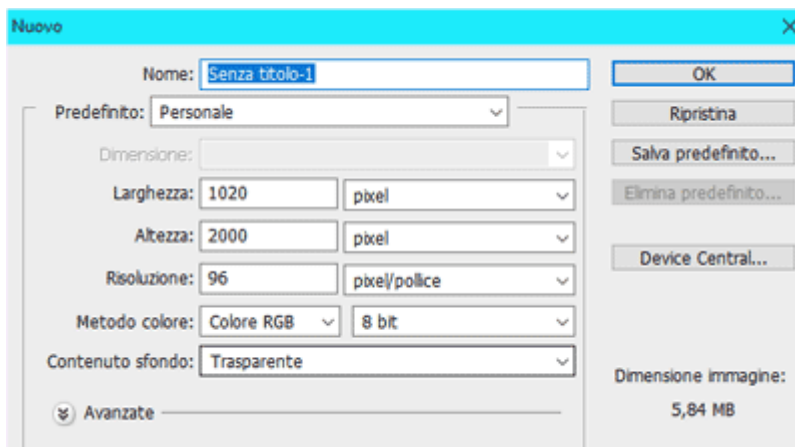 Nuovo
Nome: Senza titolo-1
OK
Predefinito: Personale
Ripristina
Dimensione:
Salva predefinito...
Larghezza: 1020 pixel
Elimina predefinito...
Altezza: 2000 pixel
Device Central...
Risoluzione: 96 pixel/pollice
Metodo colore: Colore RGB 8 bit
Contenuto sfondo: Trasparente
Dimensione immagine:
Avanzate
5,84 MB